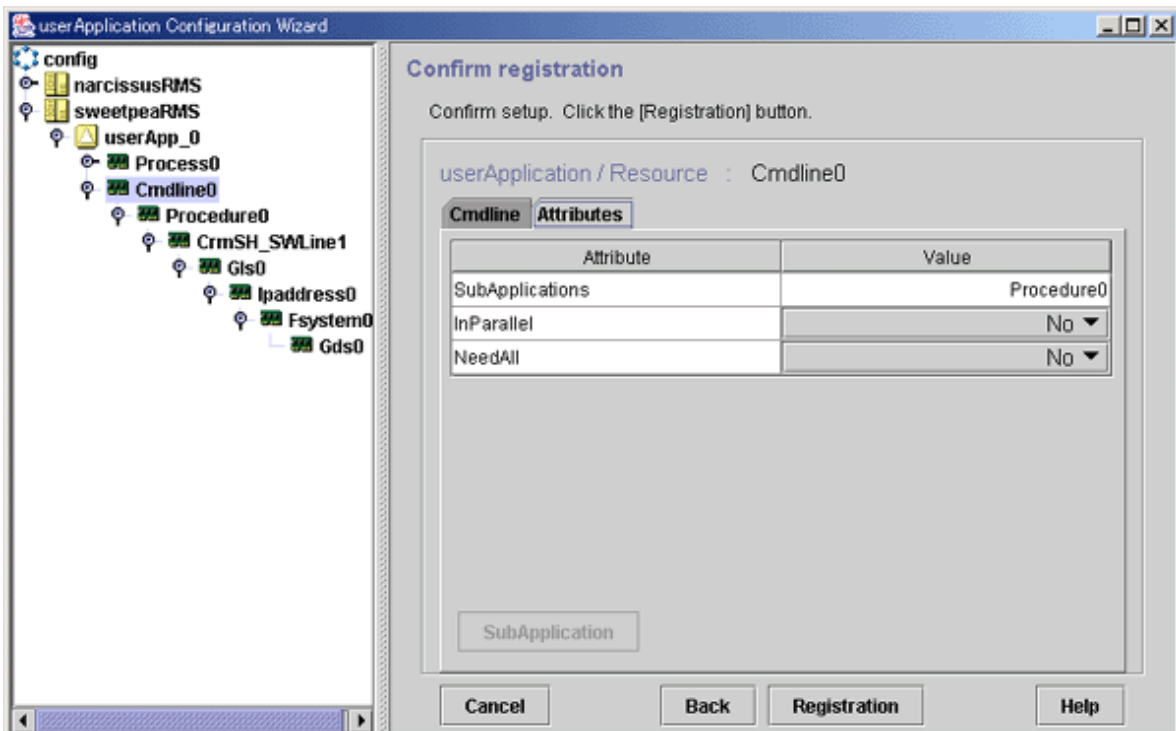 userApplication Configuration Wizard
config
narcissusRMS
sweetpeaRMS
userApp_0
Process0
Cmdline0
Procedure0
CrmSH_SWLine1
Gls0
Ipaddress0
Fsystem0
Gds0
Confirm registration
Confirm setup. Click the [Registration] button.
userApplication / Resource : Cmdline0
Cmdline Attributes
Attribute Value
SubApplications Procedure0
InParallel No
NeedAll No
SubApplication
Cancel Back Registration Help